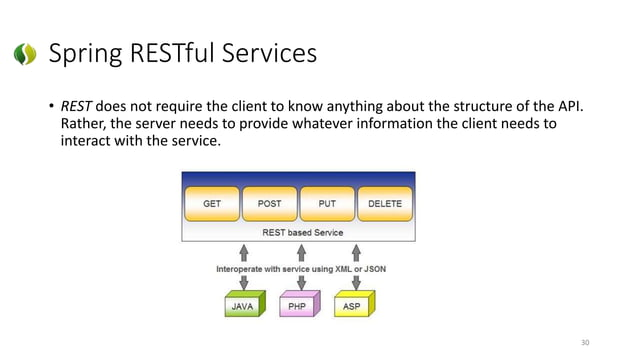 Spring RESTful Services
• REST does not require the client to know anything about the structure of the API.
Rather, the server needs to provide whatever information the client needs to
interact with the service.
GET POST PUT DELETE
REST based Service
Interoperate with service using XML or JSON
JAVA PHP ASP
30